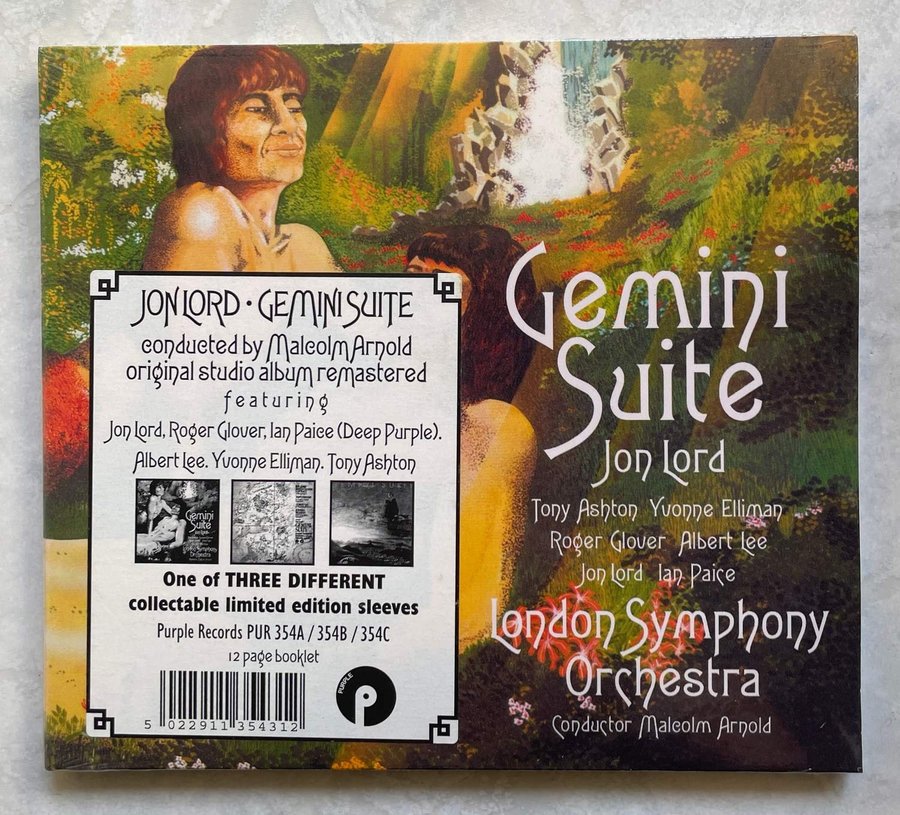 JON LORD · GEMINI SUITE
conducted by Malcolm Arnold
original studio album remastered
featuring
Jon Lord, Roger Glover, Ian Paice (Deep Purple).
Albert Lee. Yvonne Elliman. Tony Ashton
Gemini
Suite
One of THREE DIFFERENT
collectable limited edition sleeves
Purple Records PUR 354A / 354B / 354C
12 page booklet
5 022911 354312
PURPLE
Gemini
Suite
Jon Lord
Tony Ashton Yvonne Elliman
Roger Glover Albert Lee
Jon Lord Ian Paice
London Symphony
Orchestra
Conductor Malcolm Arnold